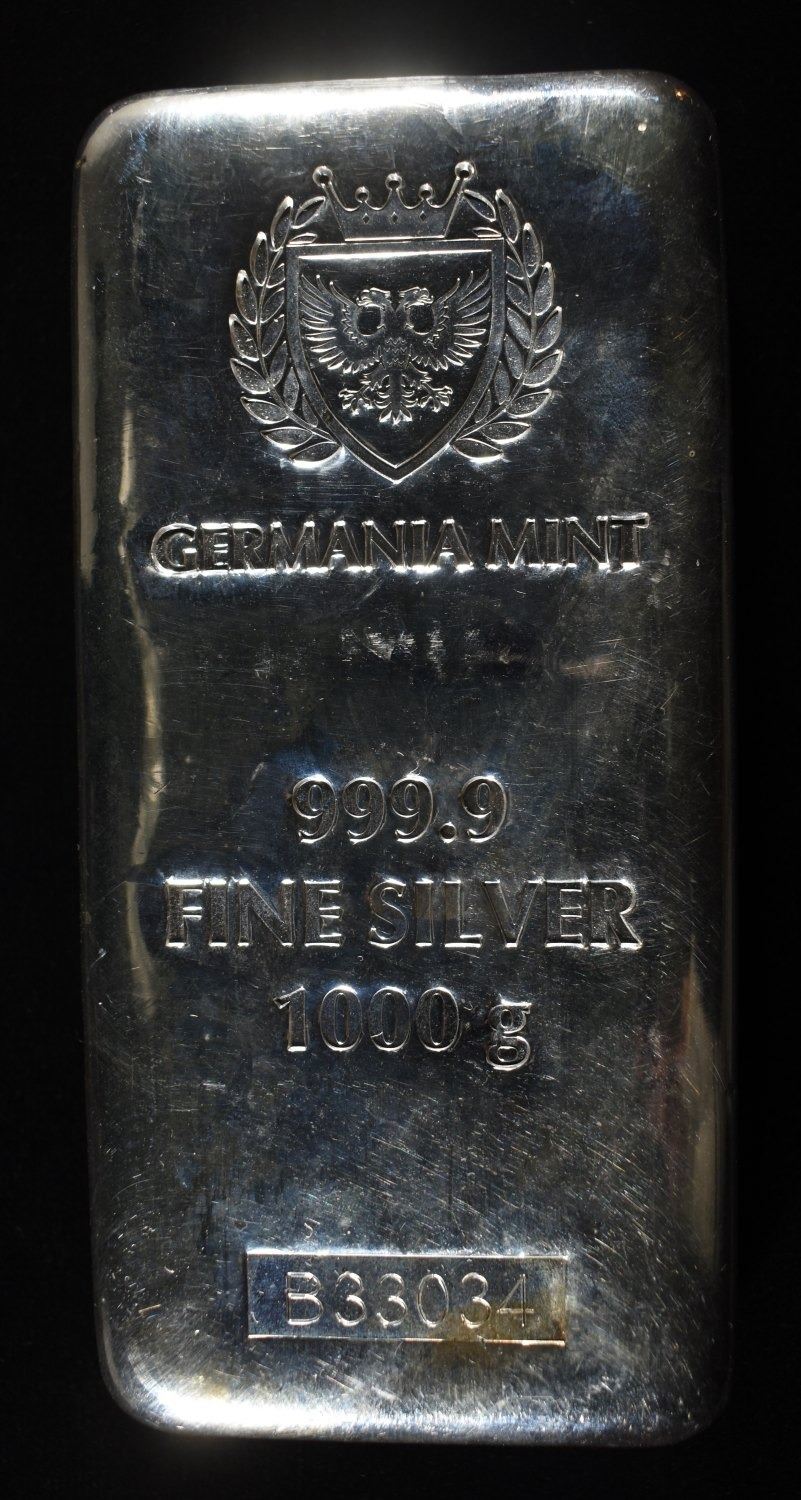 GERMANIA MINT
999.9
FINE SILVER
1000 g
B33034